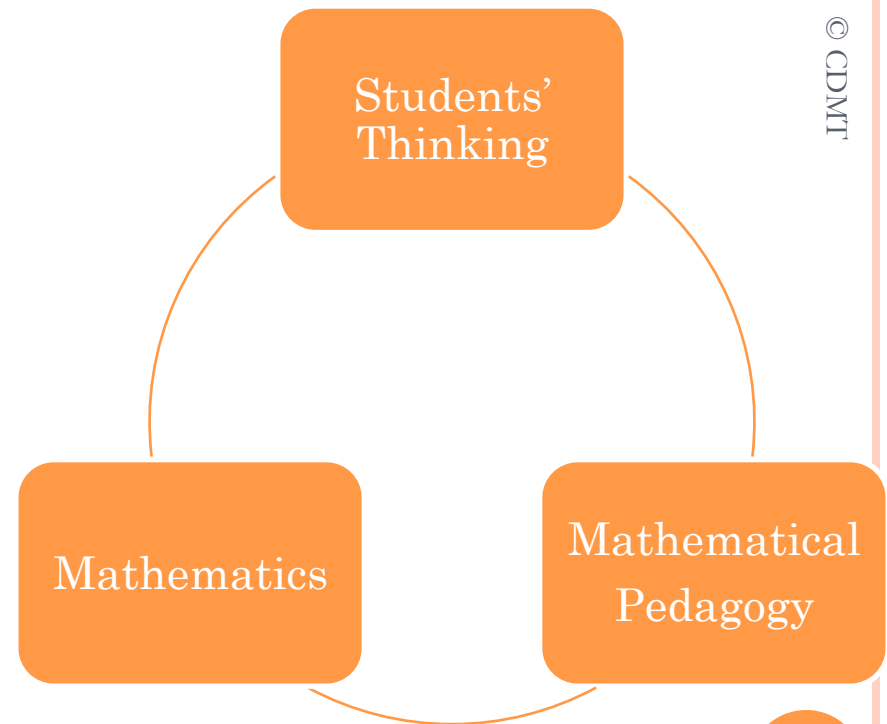 Students’
Thinking
© CDMT
Mathematics
Mathematical
Pedagogy